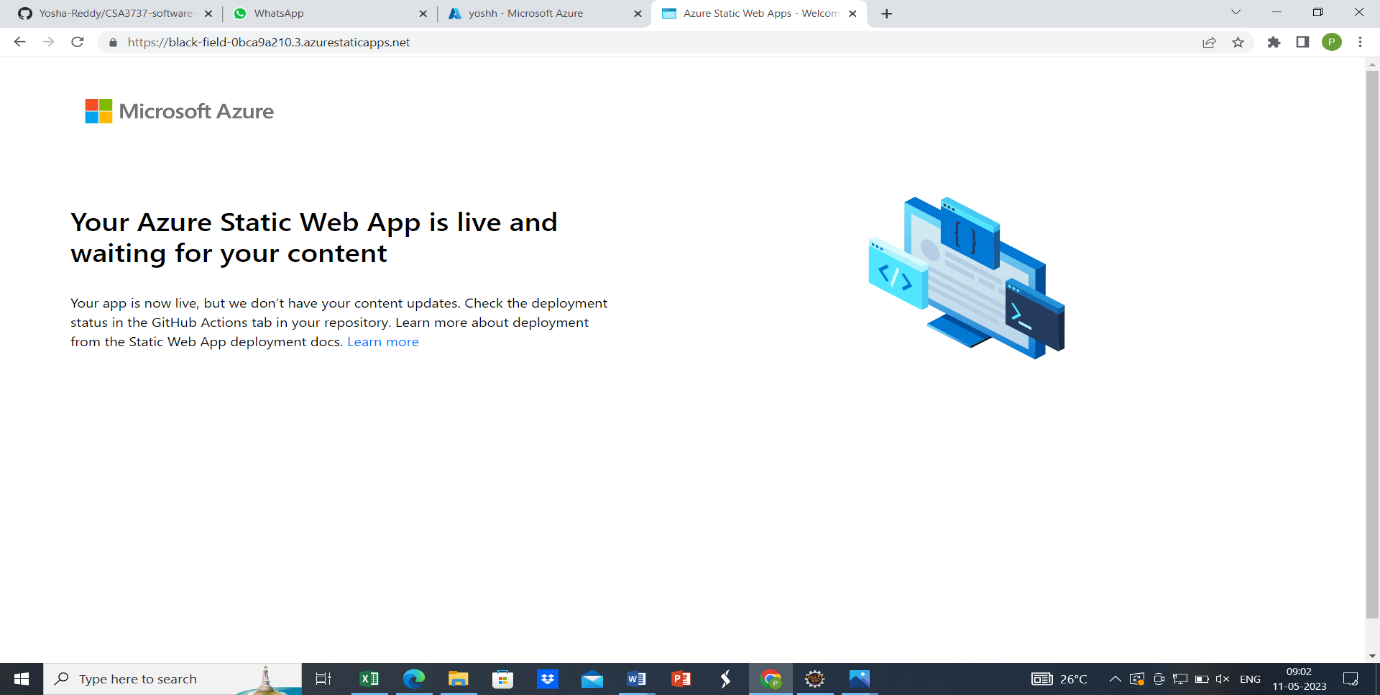 Yosha-Reddy/CSA3737-software
WhatsApp
yoshh - Microsoft Azure
Azure Static Web Apps - Welcom
https://black-field-0bca9a210.3.azurestaticapps.net
P
Microsoft Azure
Your Azure Static Web App is live and
waiting for your content
Your app is now live, but we don't have your content updates. Check the deployment
status in the GitHub Actions tab in your repository. Learn more about deployment
from the Static Web App deployment docs. Learn more
{ }
</>
>_
Type here to search
26°C
ENG
09:02
11-05-2023